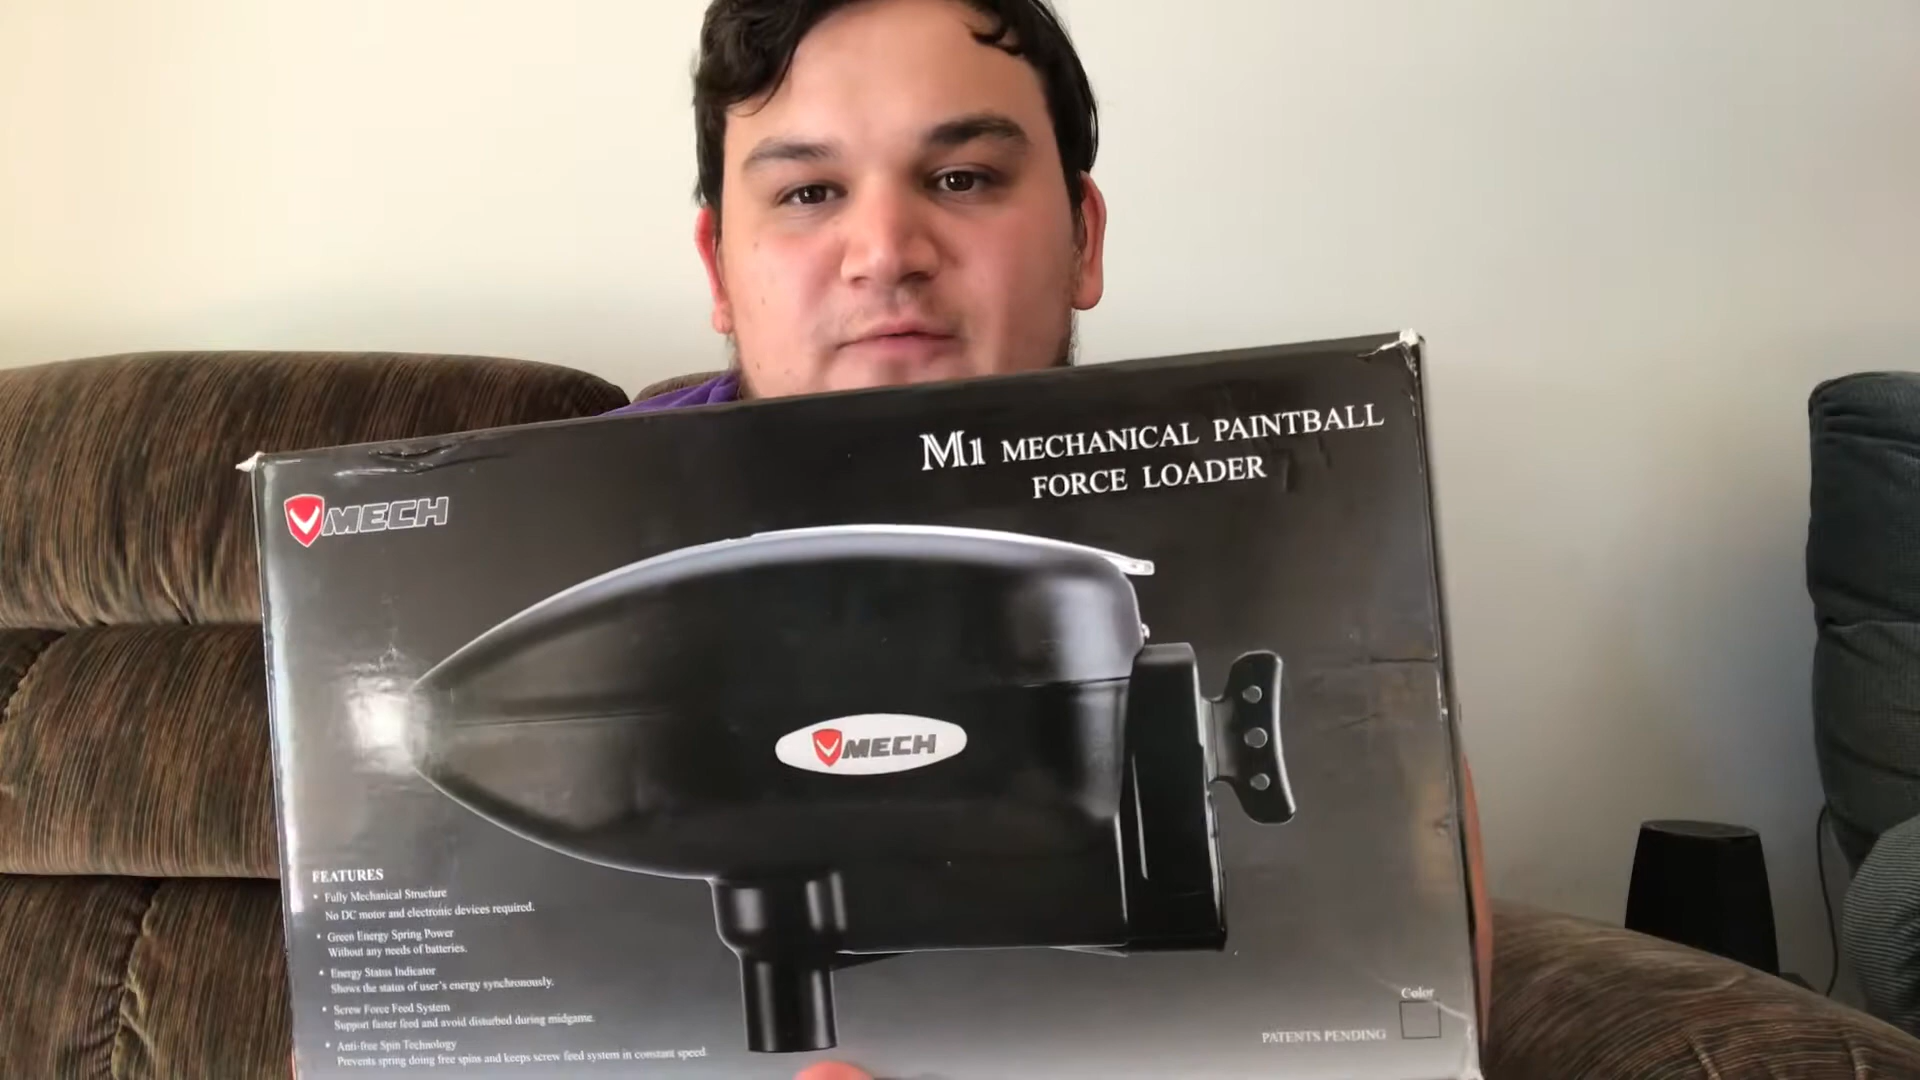 M1 MECHANICAL PAINTBALL
FORCE LOADER
VMECH
VMECH
FEATURES
• Fully Mechanical Structure
No DC motor and electronic devices required.
• Green Energy Spring Power
Without any needs of batteries.
• Energy Status Indicator
Shows the status of user's energy synchronously.
• Screw Force Feed System
Support faster feed and avoid disturbed during midgame.
• Anti-free Spin Technology
Prevents spring doing free spins and keeps screw feed system in constant speed.
Color
PATENTS PENDING